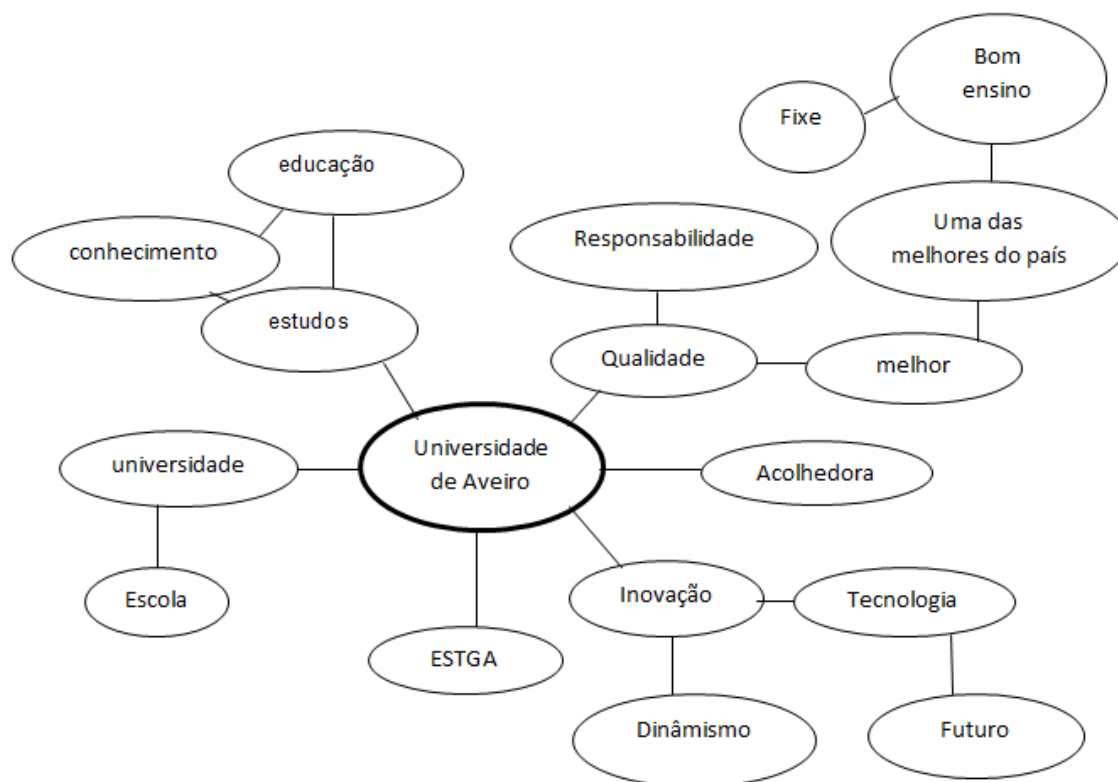 Bom
ensino
Fixe
educação
Uma das
melhores do país
Responsabilidade
conhecimento
estudos
Qualidade
melhor
Universidade
de Aveiro
universidade
Acolhedora
Escola
Inovação
Tecnologia
ESTGA
Dinâmismo
Futuro